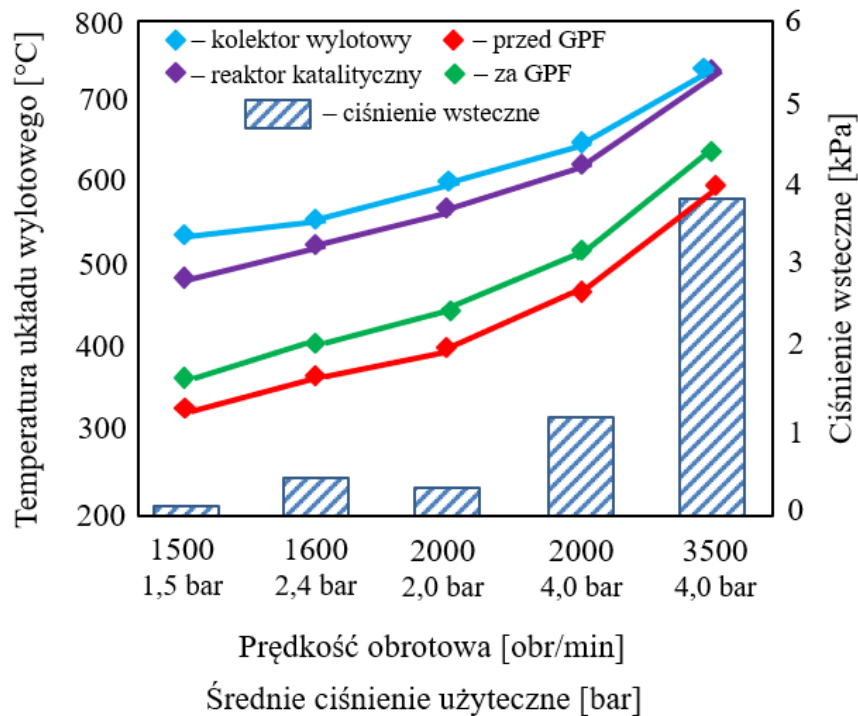 Temperatura układu wylotowego [°C]
800
700
600
500
400
300
200
– kolektor wylotowy
– przed GPF
– reaktor katalityczny
– za GPF
– ciśnienie wsteczne
6
5
4
3
2
1
0
Ciśnienie wsteczne [kPa]
1500 1600 2000 2000 3500
1,5 bar 2,4 bar 2,0 bar 4,0 bar 4,0 bar
Prędkość obrotowa [obr/min]
Średnie ciśnienie użyteczne [bar]